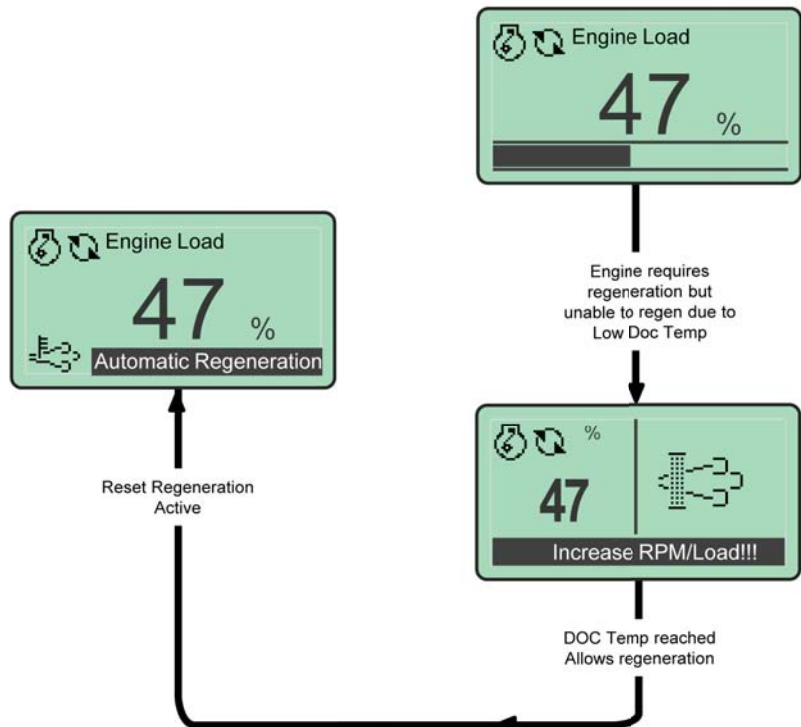 Engine Load
47 %
Engine requires
regeneration but
unable to regen due to
Low Doc Temp
%
47
Increase RPM/Load!!!
DOC Temp reached
Allows regeneration
Reset Regeneration
Active
Engine Load
47 %
Automatic Regeneration